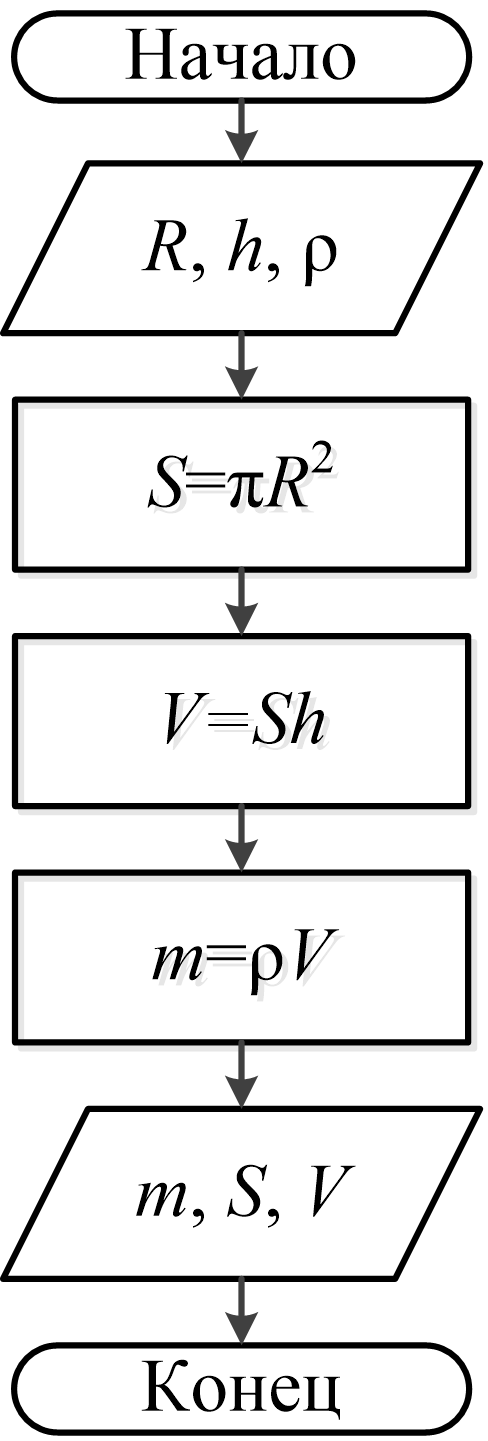 Начало
R, h, ρ
S=πR²
V=Sh
m=ρV
m, S, V
Конец